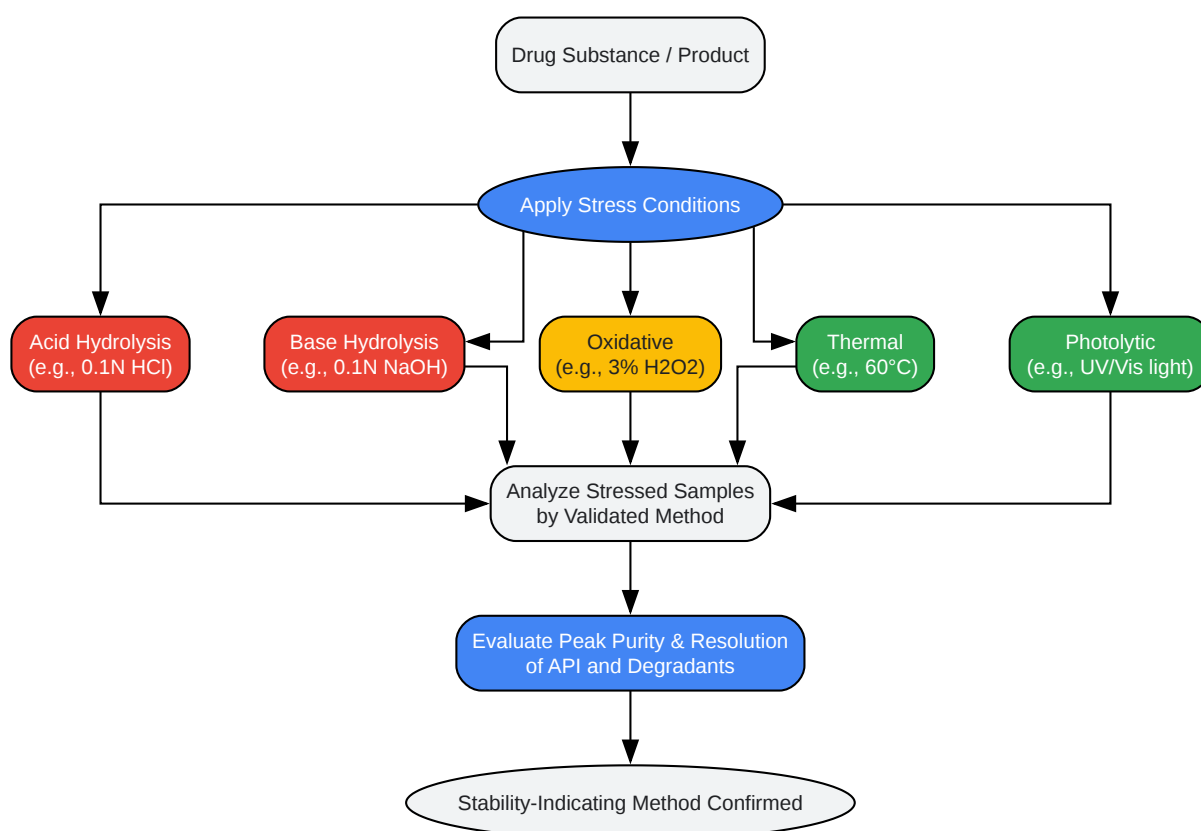 Drug Substance / Product
Apply Stress Conditions
Acid Hydrolysis
(e.g., 0.1N HCl)
Base Hydrolysis
(e.g., 0.1N NaOH)
Oxidative
(e.g., 3% H2O2)
Thermal
(e.g., 60°C)
Photolytic
(e.g., UV/Vis light)
Analyze Stressed Samples
by Validated Method
Evaluate Peak Purity & Resolution
of API and Degradants
Stability-Indicating Method Confirmed